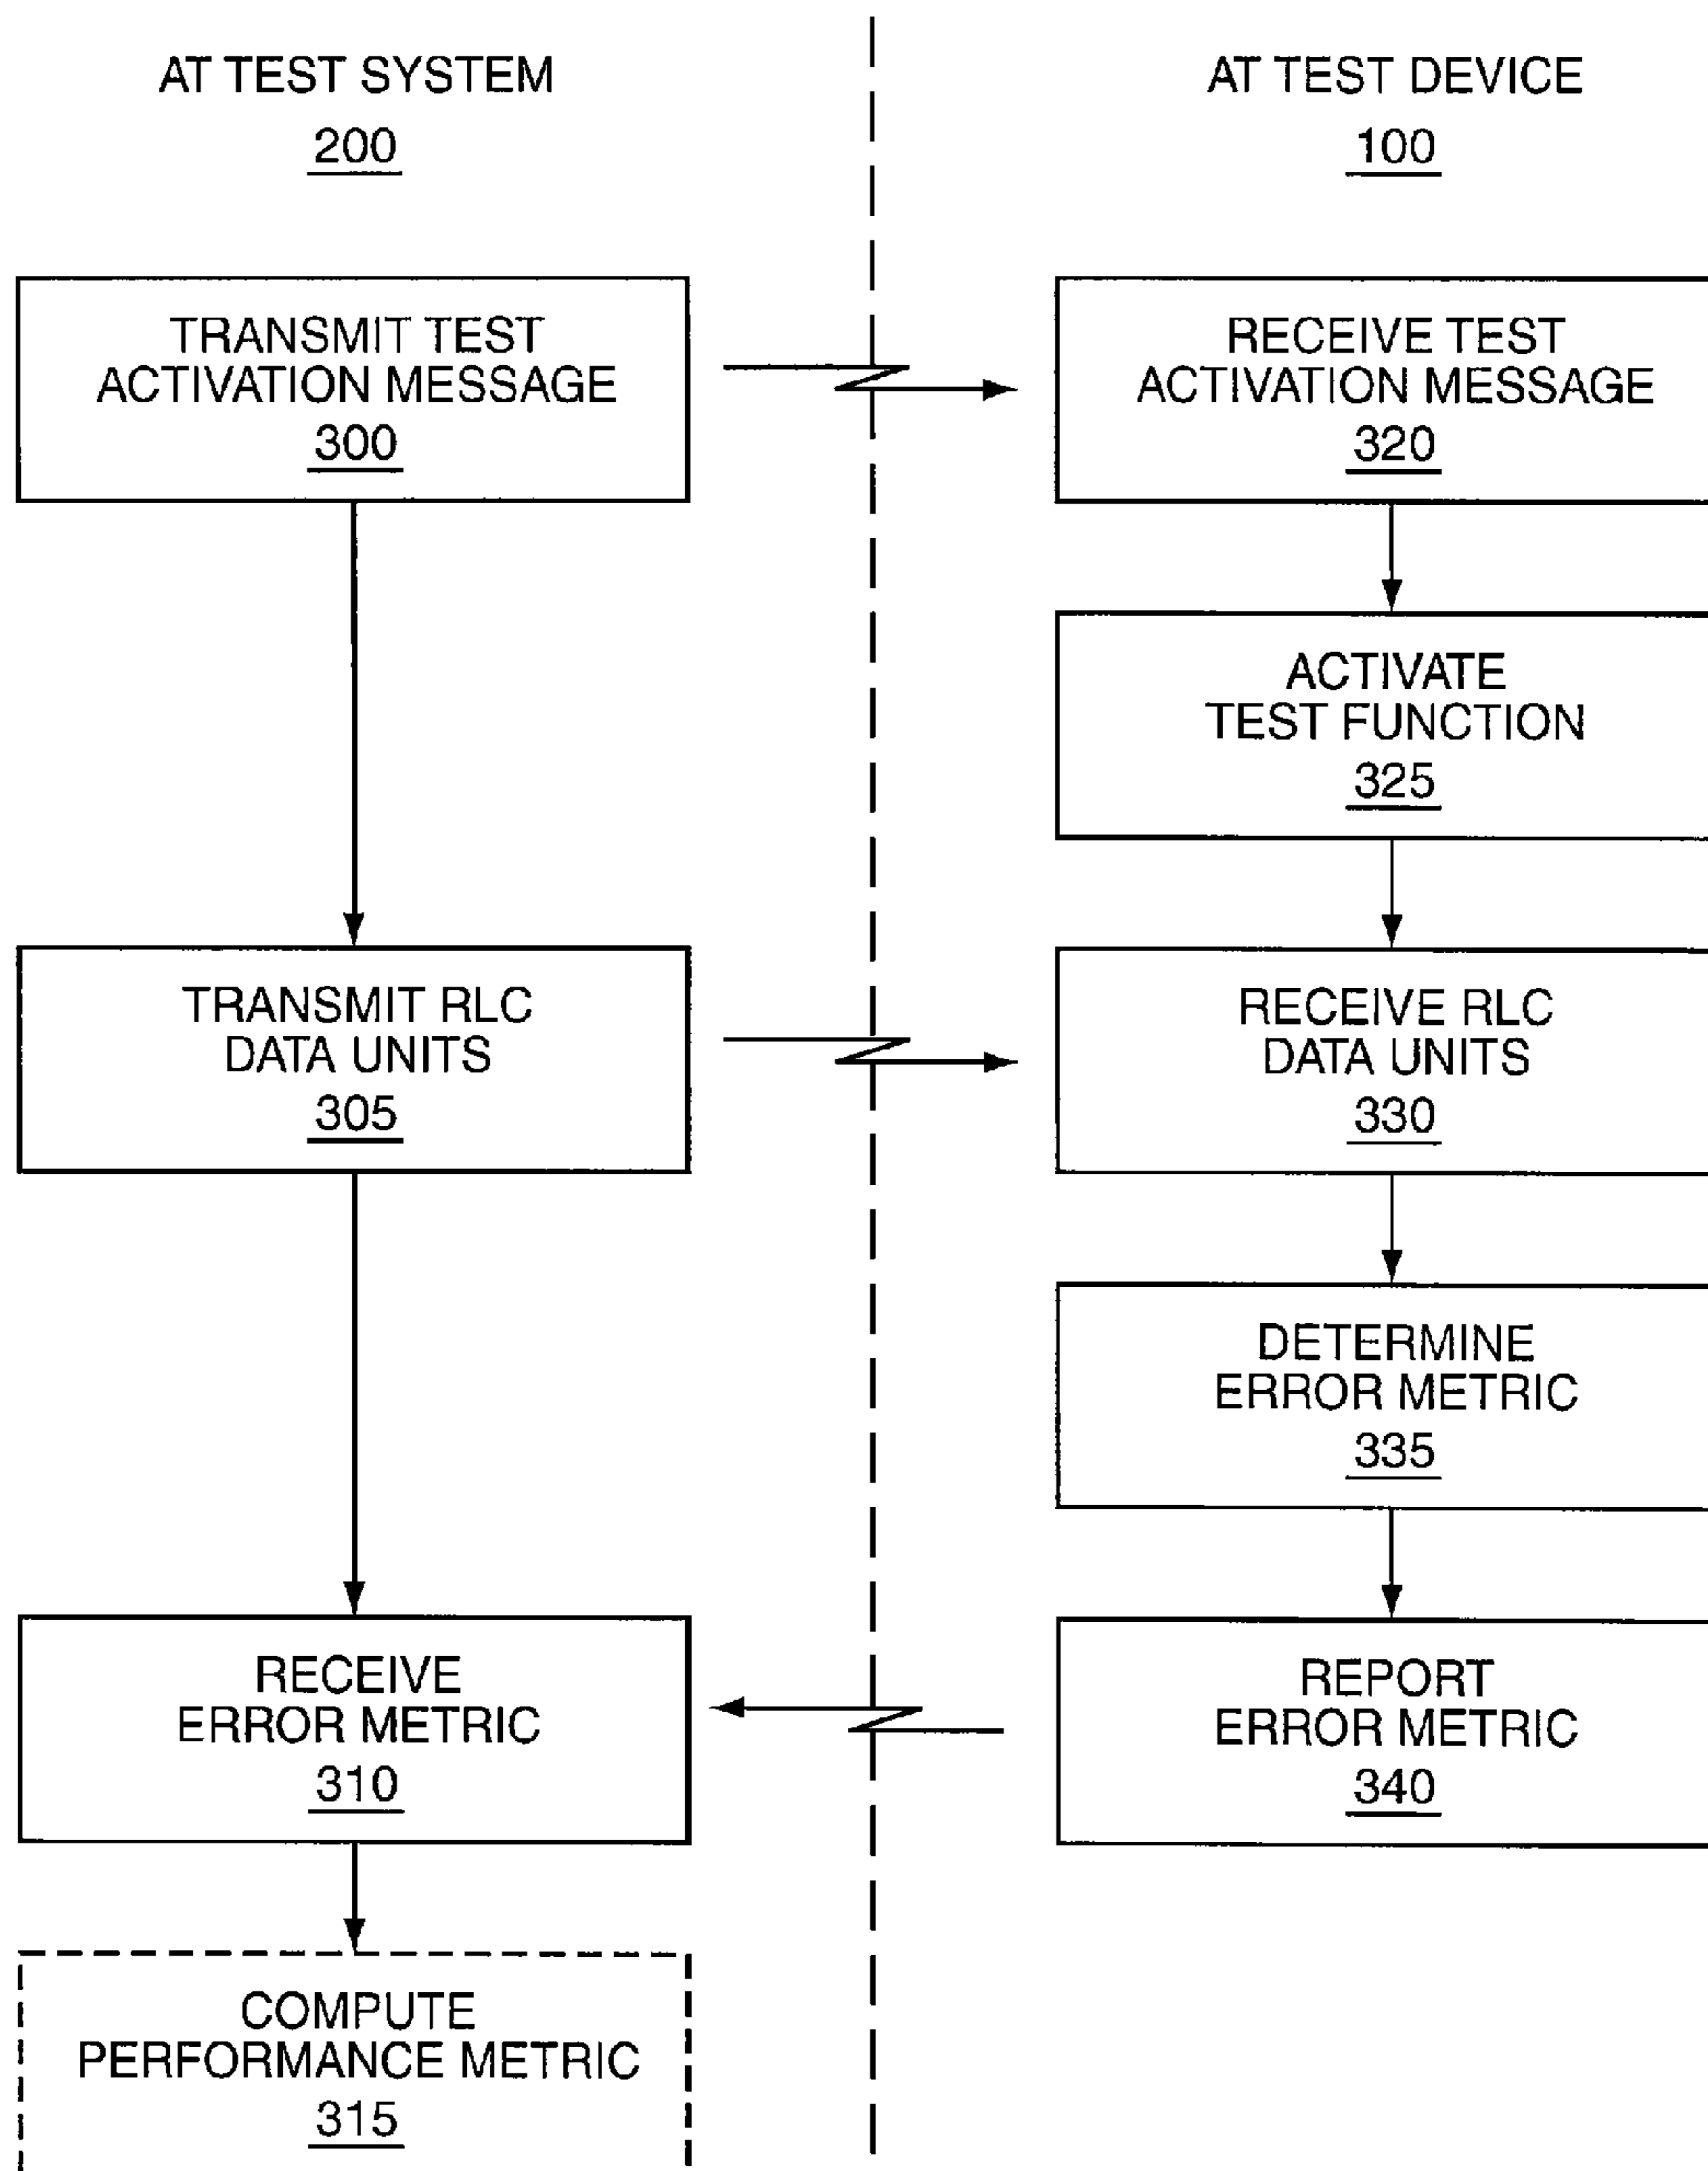 AT TEST SYSTEM
200
AT TEST DEVICE
100
TRANSMIT TEST
ACTIVATION MESSAGE
300
RECEIVE TEST
ACTIVATION MESSAGE
320
ACTIVATE
TEST FUNCTION
325
TRANSMIT RLC
DATA UNITS
305
RECEIVE RLC
DATA UNITS
330
DETERMINE
ERROR METRIC
335
RECEIVE
ERROR METRIC
310
REPORT
ERROR METRIC
340
COMPUTE
PERFORMANCE METRIC
315